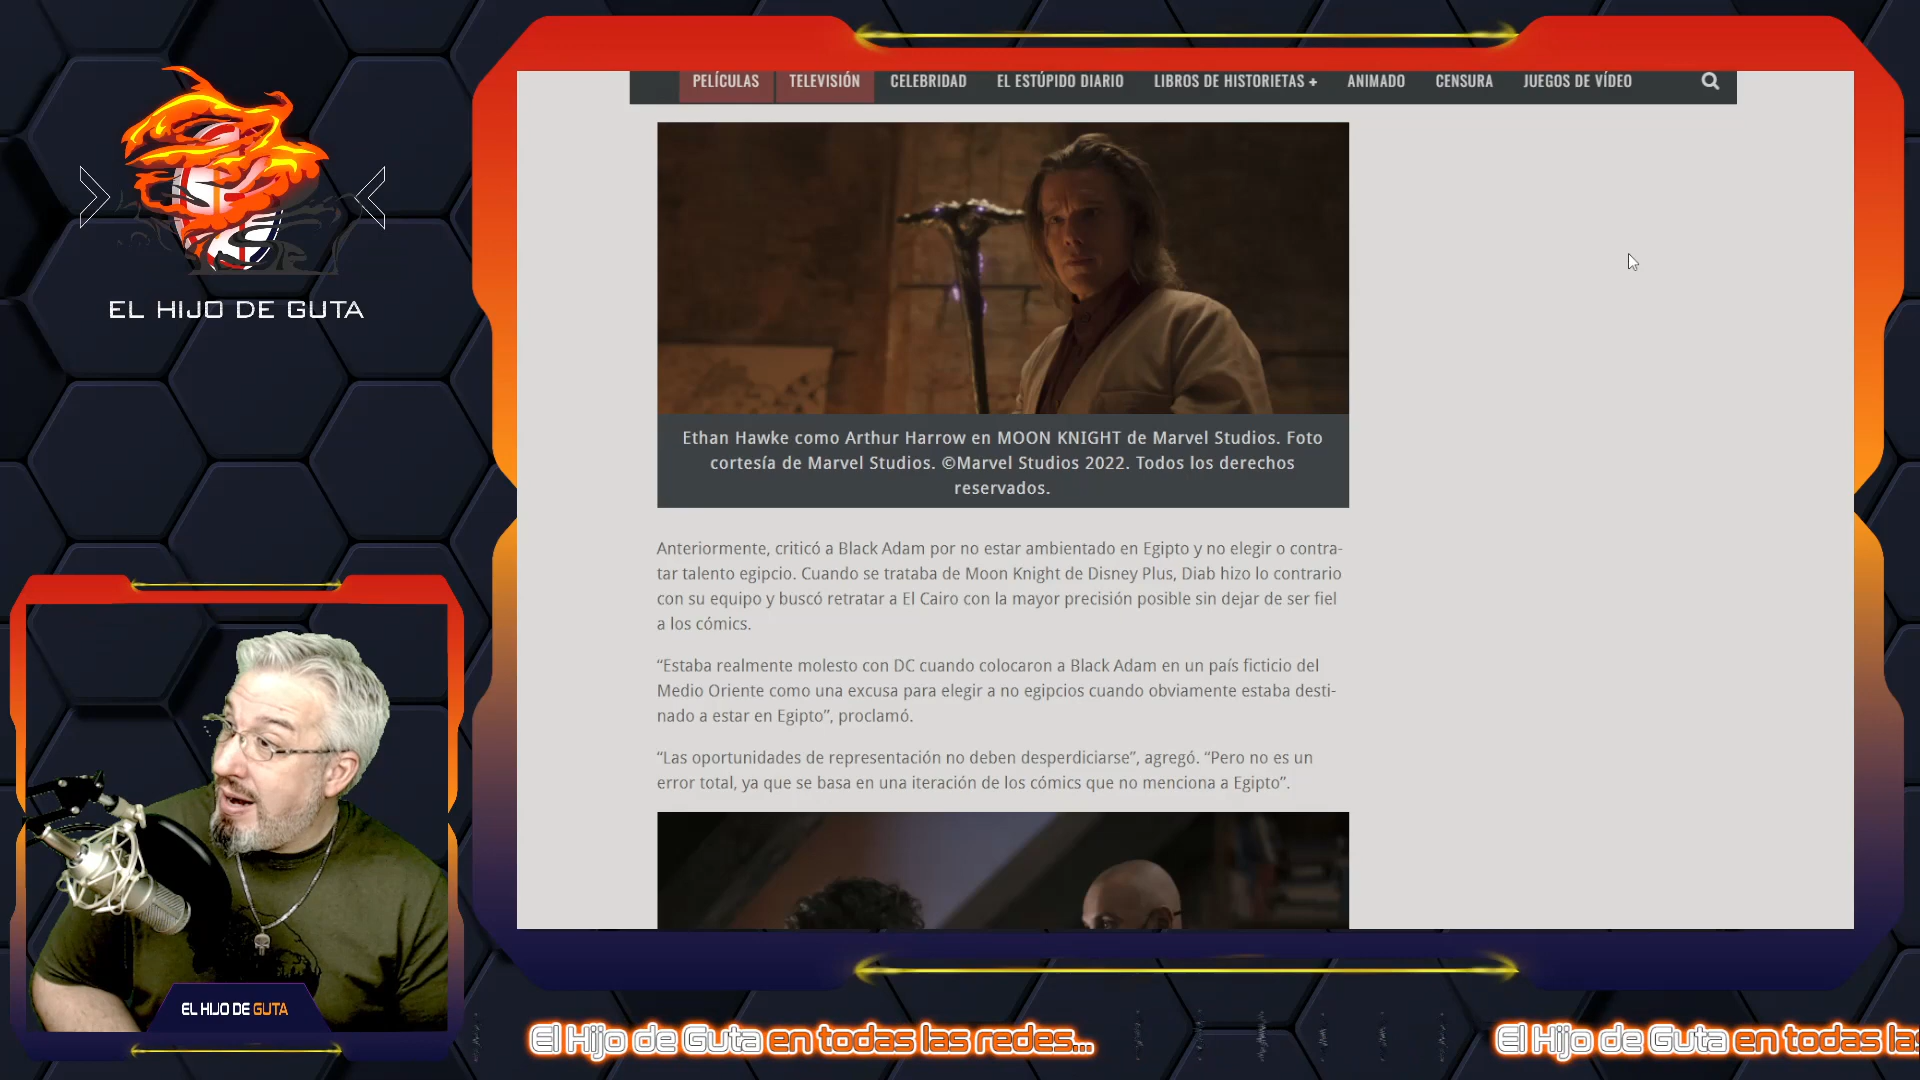 EL HIJO DE GUTA
PELÍCULAS TELEVISIÓN CELEBRIDAD EL ESTÚPIDO DIARIO LIBROS DE HISTORIETAS + ANIMADO CENSURA JUEGOS DE VÍDEO
Ethan Hawke como Arthur Harrow en MOON KNIGHT de Marvel Studios. Foto
cortesía de Marvel Studios. ©Marvel Studios 2022. Todos los derechos
reservados.
Anteriormente, criticó a Black Adam por no estar ambientado en Egipto y no elegir o contra-
tar talento egipcio. Cuando se trataba de Moon Knight de Disney Plus, Diab hizo lo contrario
con su equipo y buscó retratar a El Cairo con la mayor precisión posible sin dejar de ser fiel
a los cómics.
“Estaba realmente molesto con DC cuando colocaron a Black Adam en un país ficticio del
Medio Oriente como una excusa para elegir a no egipcios cuando obviamente estaba desti-
nado a estar en Egipto”, proclamó.
“Las oportunidades de representación no deben desperdiciarse”, agregó. “Pero no es un
error total, ya que se basa en una iteración de los cómics que no menciona a Egipto”.
EL HIJO DE GUTA
El Hijo de Guta en todas las redes... El Hijo de Guta en todas las